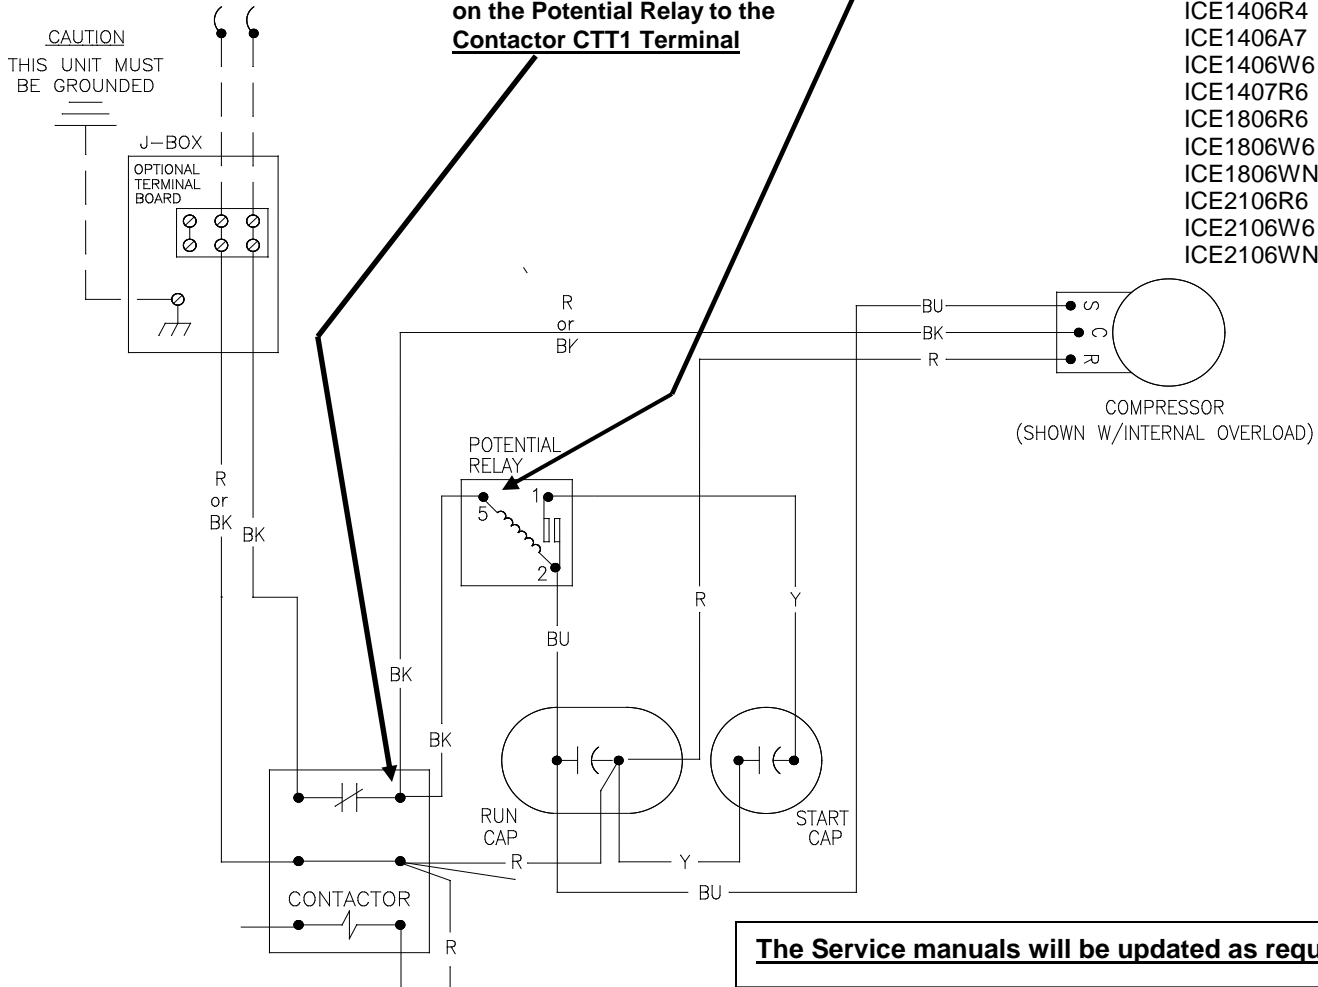 on the Potential Relay to the
Contactor CTT1 Terminal
ICE1406R4
ICE1406A7
ICE1406W6
ICE1407R6
ICE1806R6
ICE1806W6
ICE1806WN
ICE2106R6
ICE2106W6
ICE2106WN
CAUTION
THIS UNIT MUST
BE GROUNDED
J-BOX
OPTIONAL
TERMINAL
BOARD
R
or
BK
BU
BK
R
S
C
R
COMPRESSOR
(SHOWN W/INTERNAL OVERLOAD)
POTENTIAL
RELAY
5
1
2
R
or
BK
BK
R
Y
BU
BK
BK
RUN
CAP
START
CAP
R
Y
BU
CONTACTOR
R
The Service manuals will be updated as requ